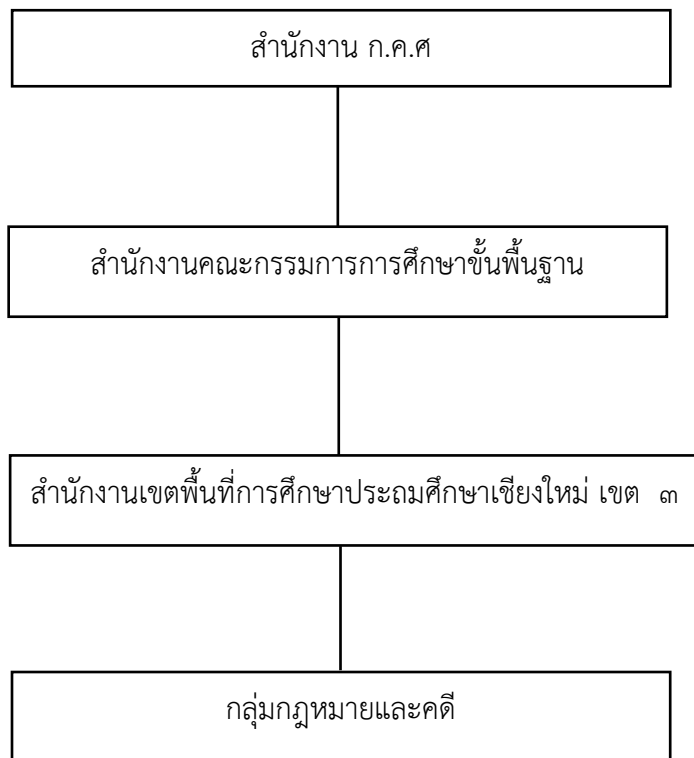 สำนักงาน ก.ค.ศ
สำนักงานคณะกรรมการการศึกษาขั้นพื้นฐาน
สำนักงานเขตพื้นที่การศึกษาประถมศึกษาเชียงใหม่ เขต ๓
กลุ่มกฎหมายและคดี